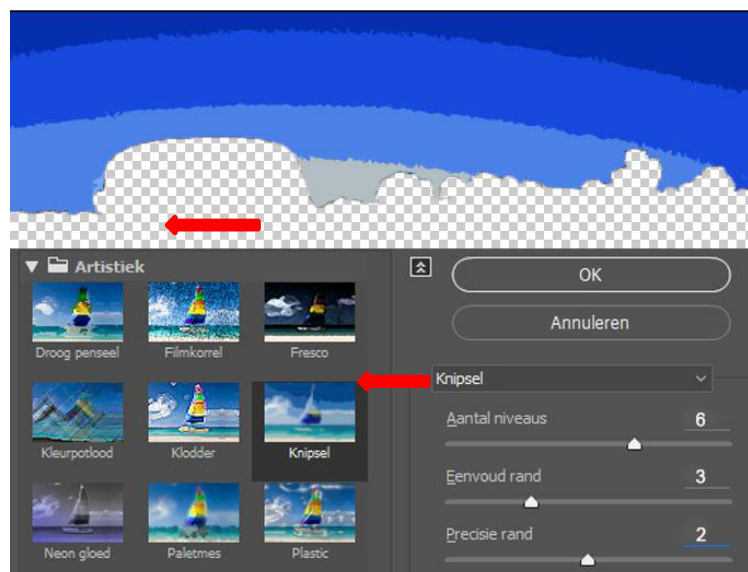 Artistiek
Droog penseel
Filmkorrel
Fresco
Kleurpotlood
Klodder
Knipsel
Neon gloed
Paletmes
Plastic
OK
Annuleren
Knipsel
Aantal niveaus 6
Eenvoud rand 3
Precisie rand 2